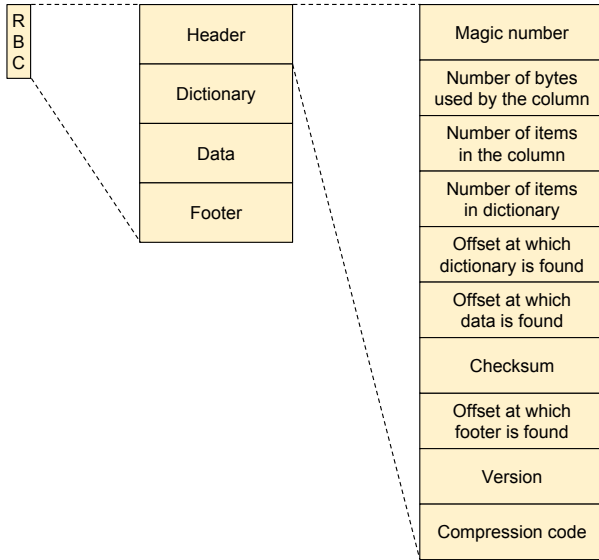 R
B
C
Header
Dictionary
Data
Footer
Magic number
Number of bytes
used by the column
Number of items
in the column
Number of items
in dictionary
Offset at which
dictionary is found
Offset at which
data is found
Checksum
Offset at which
footer is found
Version
Compression code